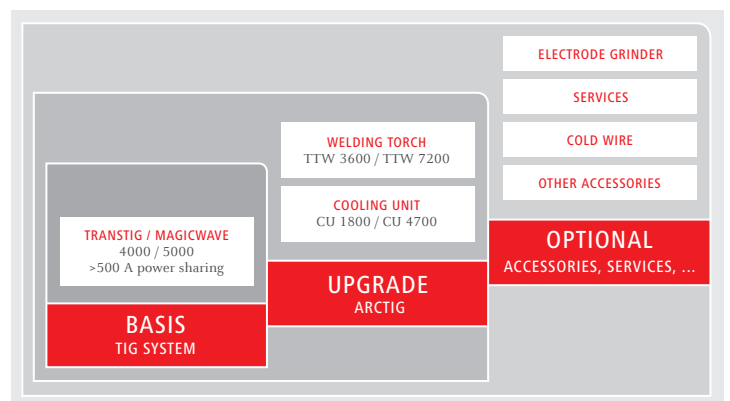 TRANSTIG / MAGICWAVE
4000 / 5000
>500 A power sharing
BASIS
TIG SYSTEM
WELDING TORCH
TTW 3600 / TTW 7200
COOLING UNIT
CU 1800 / CU 4700
UPGRADE
ARCTIG
ELECTRODE GRINDER
SERVICES
COLD WIRE
OTHER ACCESSORIES
OPTIONAL
ACCESSORIES, SERVICES, ...